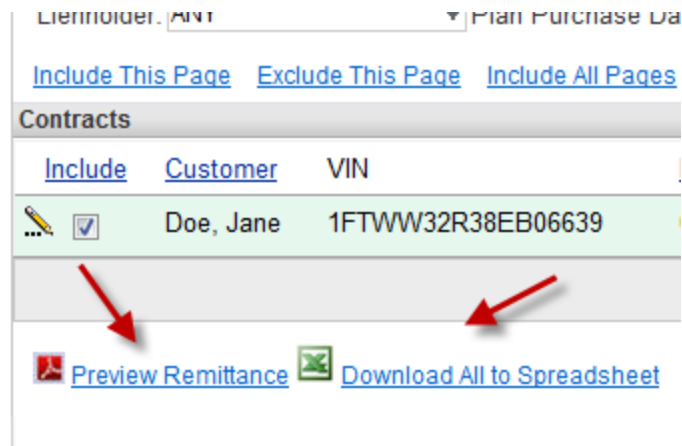 Lienholder: ANY Plan Purchase Da
Include This Page Exclude This Page Include All Pages
Contracts
Include Customer VIN
Doe, Jane 1FTWW32R38EB06639
Preview Remittance Download All to Spreadsheet